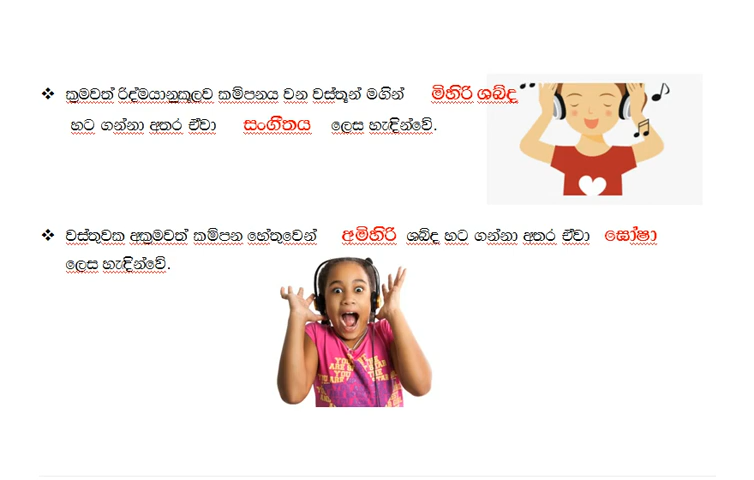 ❖ ක්‍රමවත් රිද්මයානුකූලව කම්පනය වන වස්තූන් මගින් මිහිරි ශබ්ද
හට ගන්නා අතර ඒවා සංගීතය ලෙස හැඳින්වේ.
❖ වස්තුවක අක්‍රමවත් කම්පන හේතුවෙන් අමිහිරි ශබ්ද හට ගන්නා අතර ඒවා ඝෝෂා
ලෙස හැඳින්වේ.